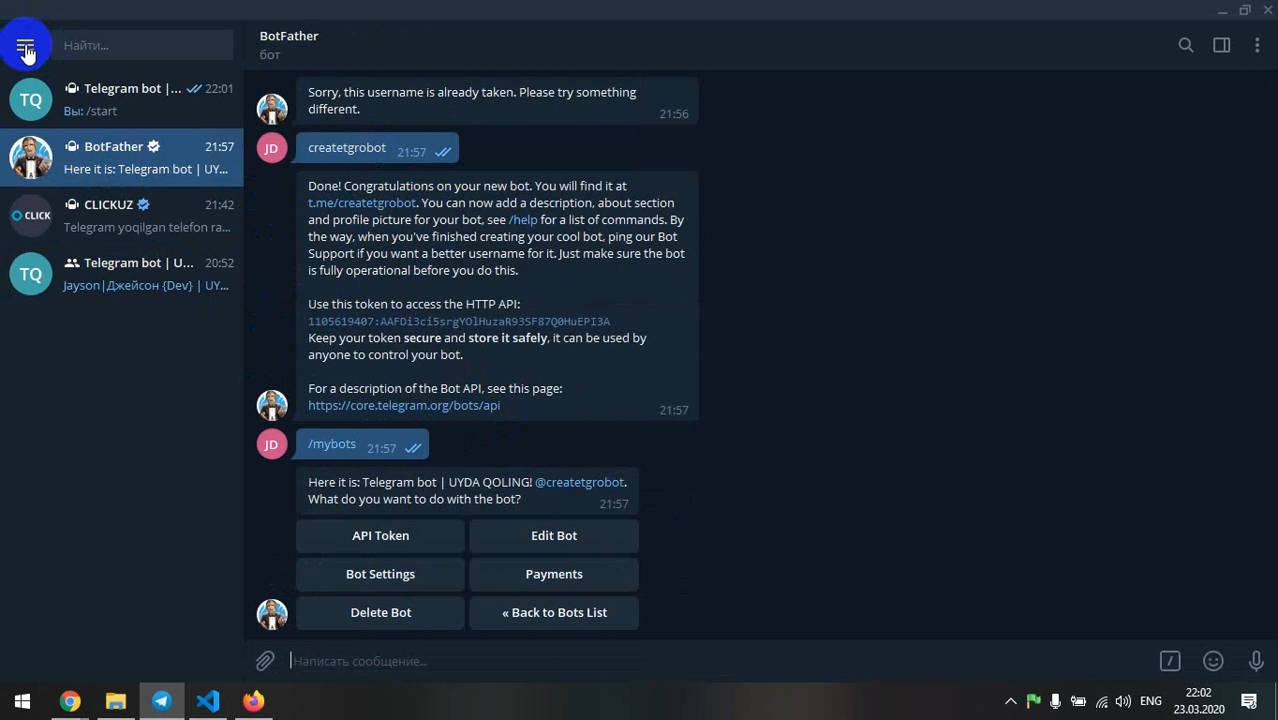 Найти...
Telegram bot |... 22:01
Вы: /start
BotFather 21:57
Here it is: Telegram bot | UY...
CLICKUZ 21:42
Telegram yoqilgan telefon ra...
Telegram bot | U... 20:52
Jayson|Джейсон {Dev} | UY...
TQ
CLICK
TQ
BotFather
бот
Sorry, this username is already taken. Please try something
different.
21:56
JD
createtgrobot 21:57
Done! Congratulations on your new bot. You will find it at
t.me/createtgrobot. You can now add a description, about section
and profile picture for your bot, see /help for a list of commands. By
the way, when you've finished creating your cool bot, ping our Bot
Support if you want a better username for it. Just make sure the bot
is fully operational before you do this.
Use this token to access the HTTP API:
1105619407:AAFDi3ci5srgYOlHuzaR93SF87Q0HuEPI3A
Keep your token secure and store it safely, it can be used by
anyone to control your bot.
For a description of the Bot API, see this page:
https://core.telegram.org/bots/api
21:57
JD
/mybots 21:57
Here it is: Telegram bot | UYDA QOLING! @createtgrobot.
What do you want to do with the bot?
21:57
API Token
Edit Bot
Bot Settings
Payments
Delete Bot
« Back to Bots List
Написать сообщение...
ENG
22:02
23.03.2020